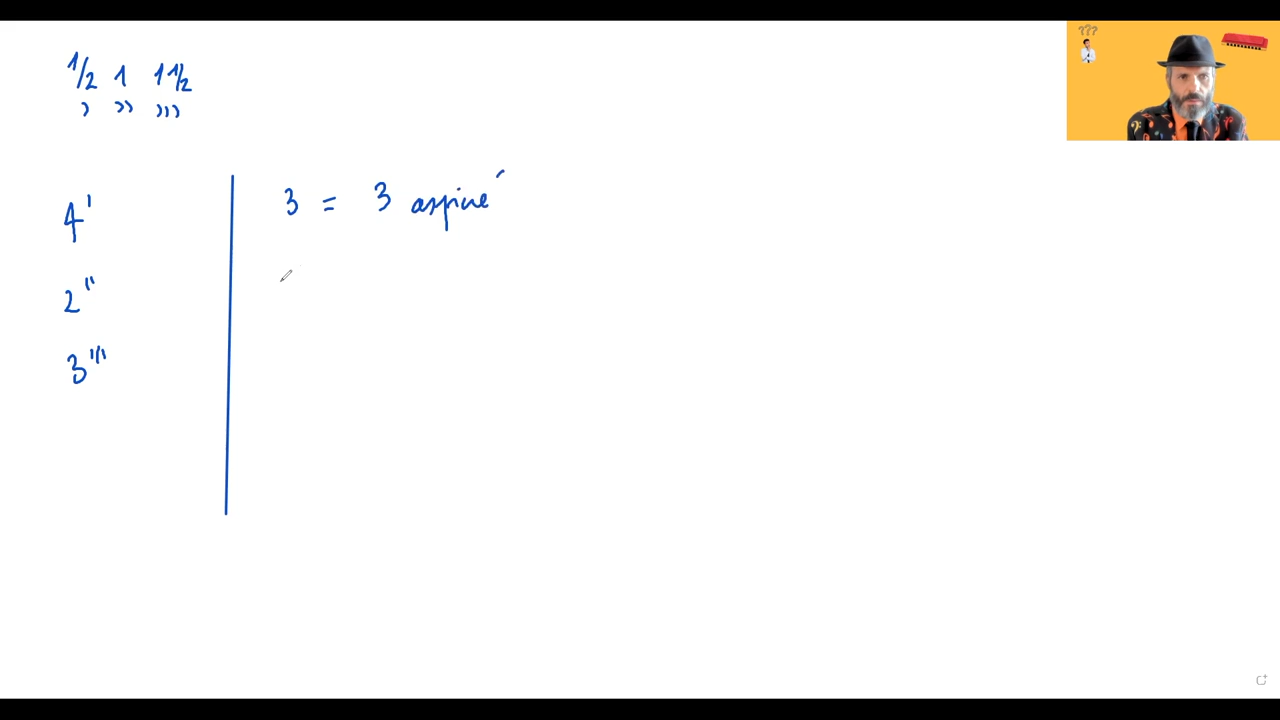 ???
1/2 1 1 1/2
) )) )))
4'
3 = 3 aspiré
2''
3'''